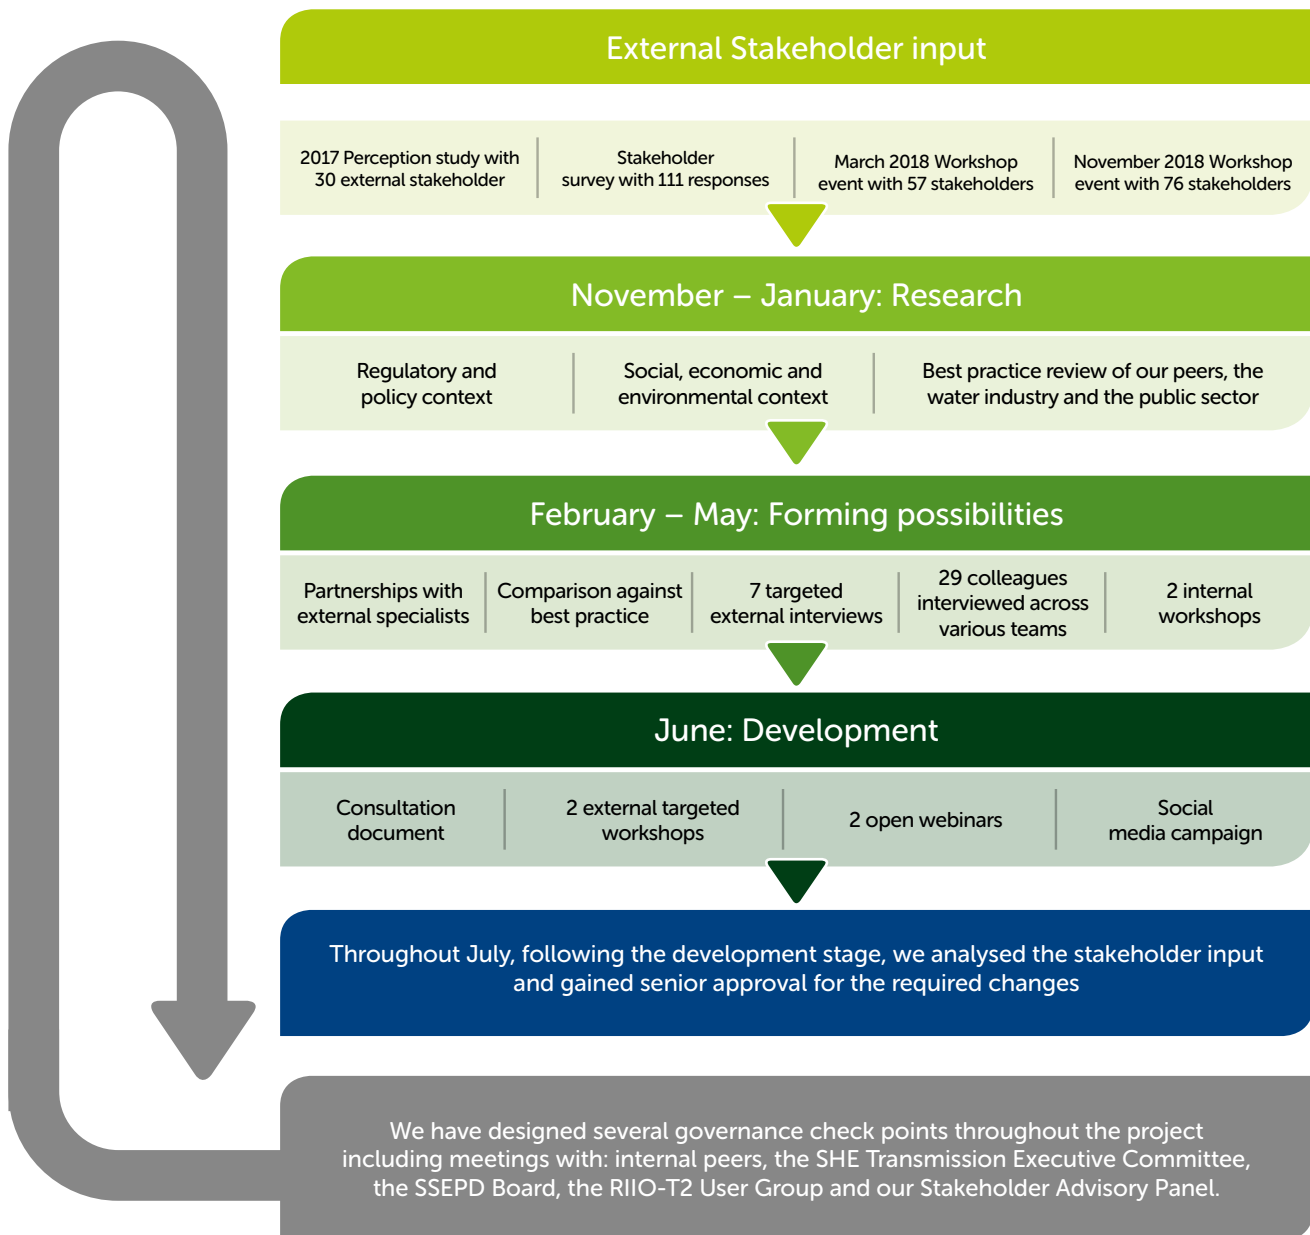 External Stakeholder input
2017 Perception study with
30 external stakeholder
Stakeholder
survey with 111 responses
March 2018 Workshop
event with 57 stakeholders
November 2018 Workshop
event with 76 stakeholders
November – January: Research
Regulatory and
policy context
Social, economic and
environmental context
Best practice review of our peers, the
water industry and the public sector
February – May: Forming possibilities
Partnerships with
external specialists
Comparison against
best practice
7 targeted
external interviews
29 colleagues
interviewed across
various teams
2 internal
workshops
June: Development
Consultation
document
2 external targeted
workshops
2 open webinars
Social
media campaign
Throughout July, following the development stage, we analysed the stakeholder input
and gained senior approval for the required changes
We have designed several governance check points throughout the project
including meetings with: internal peers, the SHE Transmission Executive Committee,
the SSEPD Board, the RIIO-T2 User Group and our Stakeholder Advisory Panel.